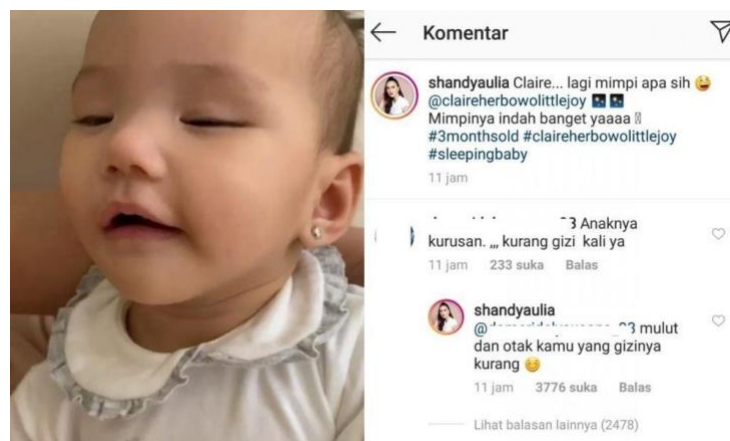 Komentar
shandyaulia Claire... lagi mimpi apa sih 😄
@claireherbowolittlejoy 🌃 🌃
Mimpinya indah banget yaaaa
#3monthsold #claireherbowolittlejoy
#sleepingbaby
11 jam
3 Anaknya
kurusan. ,,, kurang gizi kali ya
11 jam 233 suka Balas
shandyaulia
@ 3 mulut
dan otak kamu yang gizinya
kurang ☺️
11 jam 3776 suka Balas
Lihat balasan lainnya (2478)